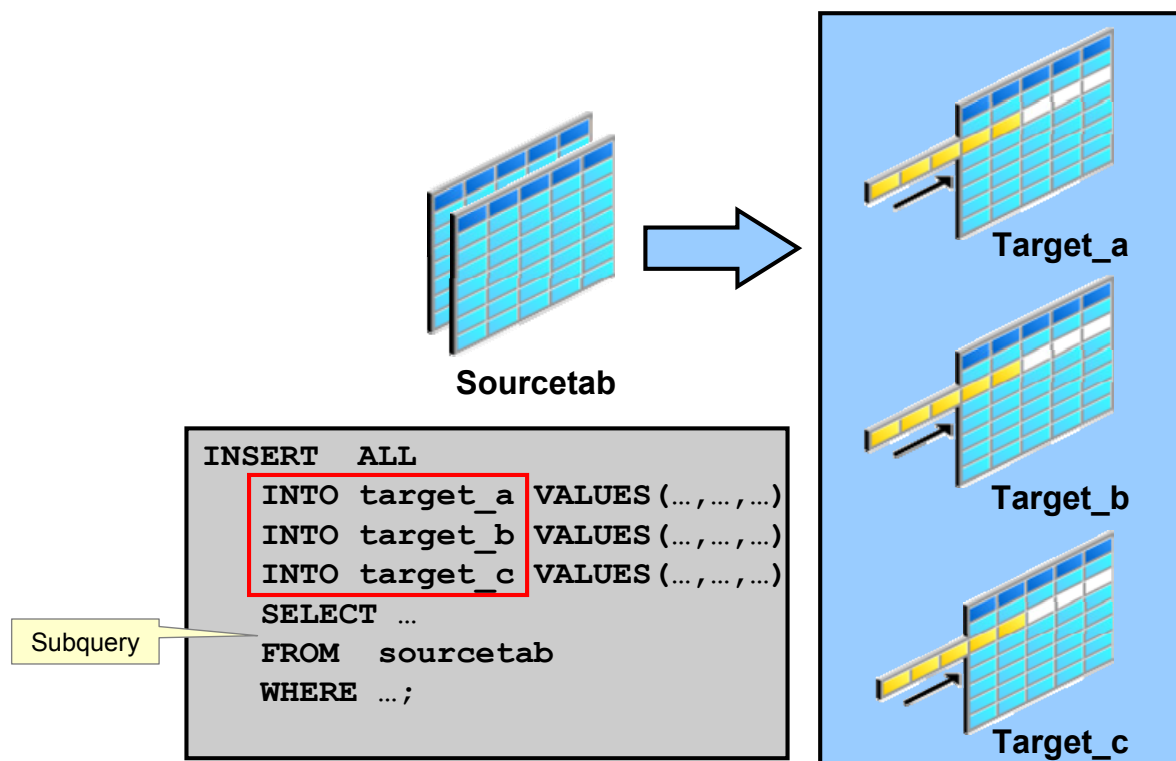 Sourcetab
INSERT ALL
INTO target_a VALUES(…,…,…)
INTO target_b VALUES(…,…,…)
INTO target_c VALUES(…,…,…)
SELECT …
FROM sourcetab
WHERE …;
Subquery
Target_a
Target_b
Target_c